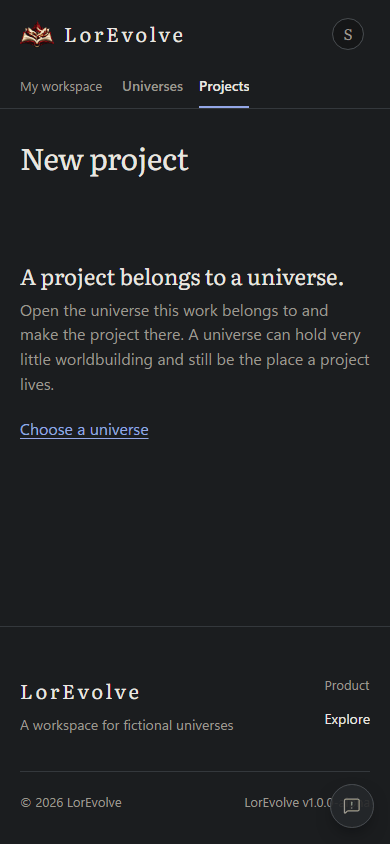 LorEvolve
S
My workspace Universes Projects
New project
A project belongs to a universe.
Open the universe this work belongs to and
make the project there. A universe can hold very
little worldbuilding and still be the place a project
lives.
Choose a universe
LorEvolve
A workspace for fictional universes
Product
Explore
© 2026 LorEvolve
LorEvolve v1.0.0